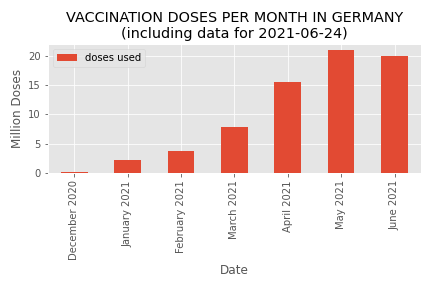 VACCINATION DOSES PER MONTH IN GERMANY
(including data for 2021-06-24)
doses used
Million Doses
20
15
10
5
0
December 2020
January 2021
February 2021
March 2021
April 2021
May 2021
June 2021
Date